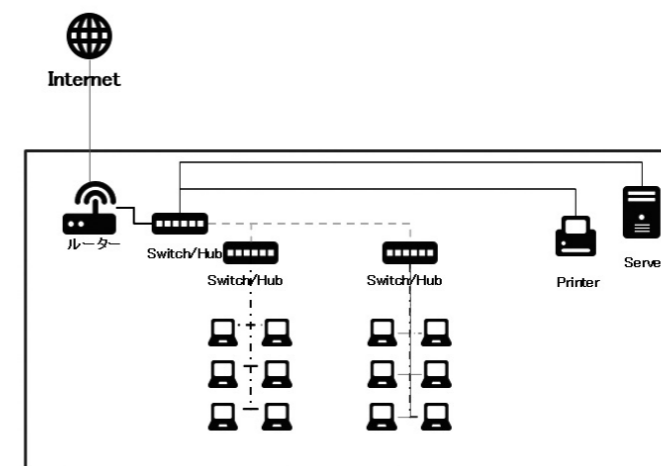 Internet
ルーター
Switch/Hub
Switch/Hub
Switch/Hub
Printer
Serve